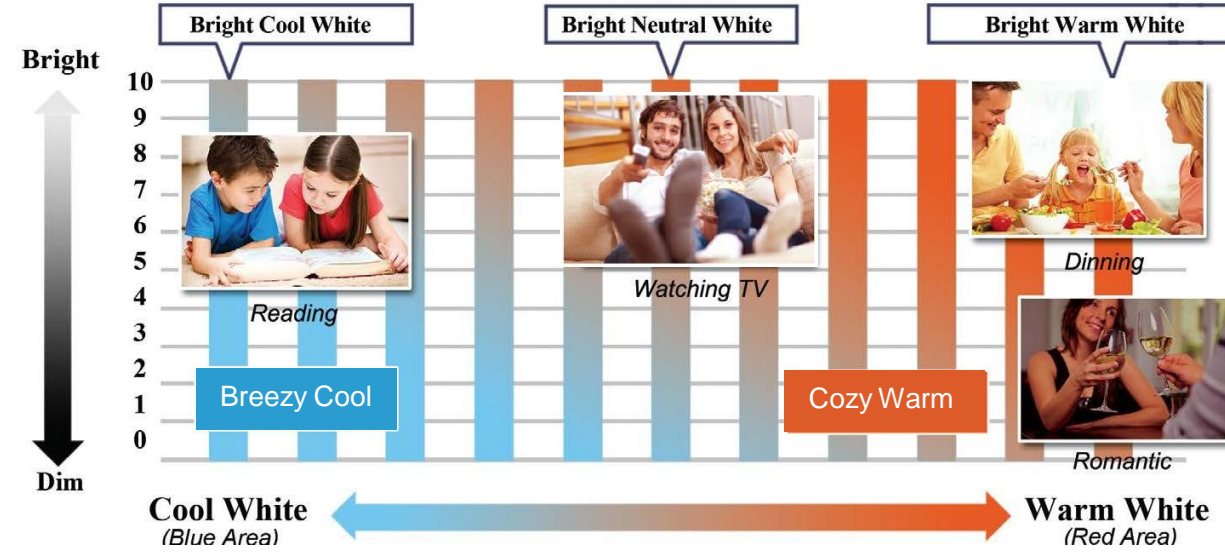 Bright Cool White
Bright Neutral White
Bright Warm White
Bright
10
9
8
7
6
5
4
3
2
1
0
Dim
Reading
Watching TV
Dinning
Romantic
Breezy Cool
Cozy Warm
Cool White
(Blue Area)
Warm White
(Red Area)